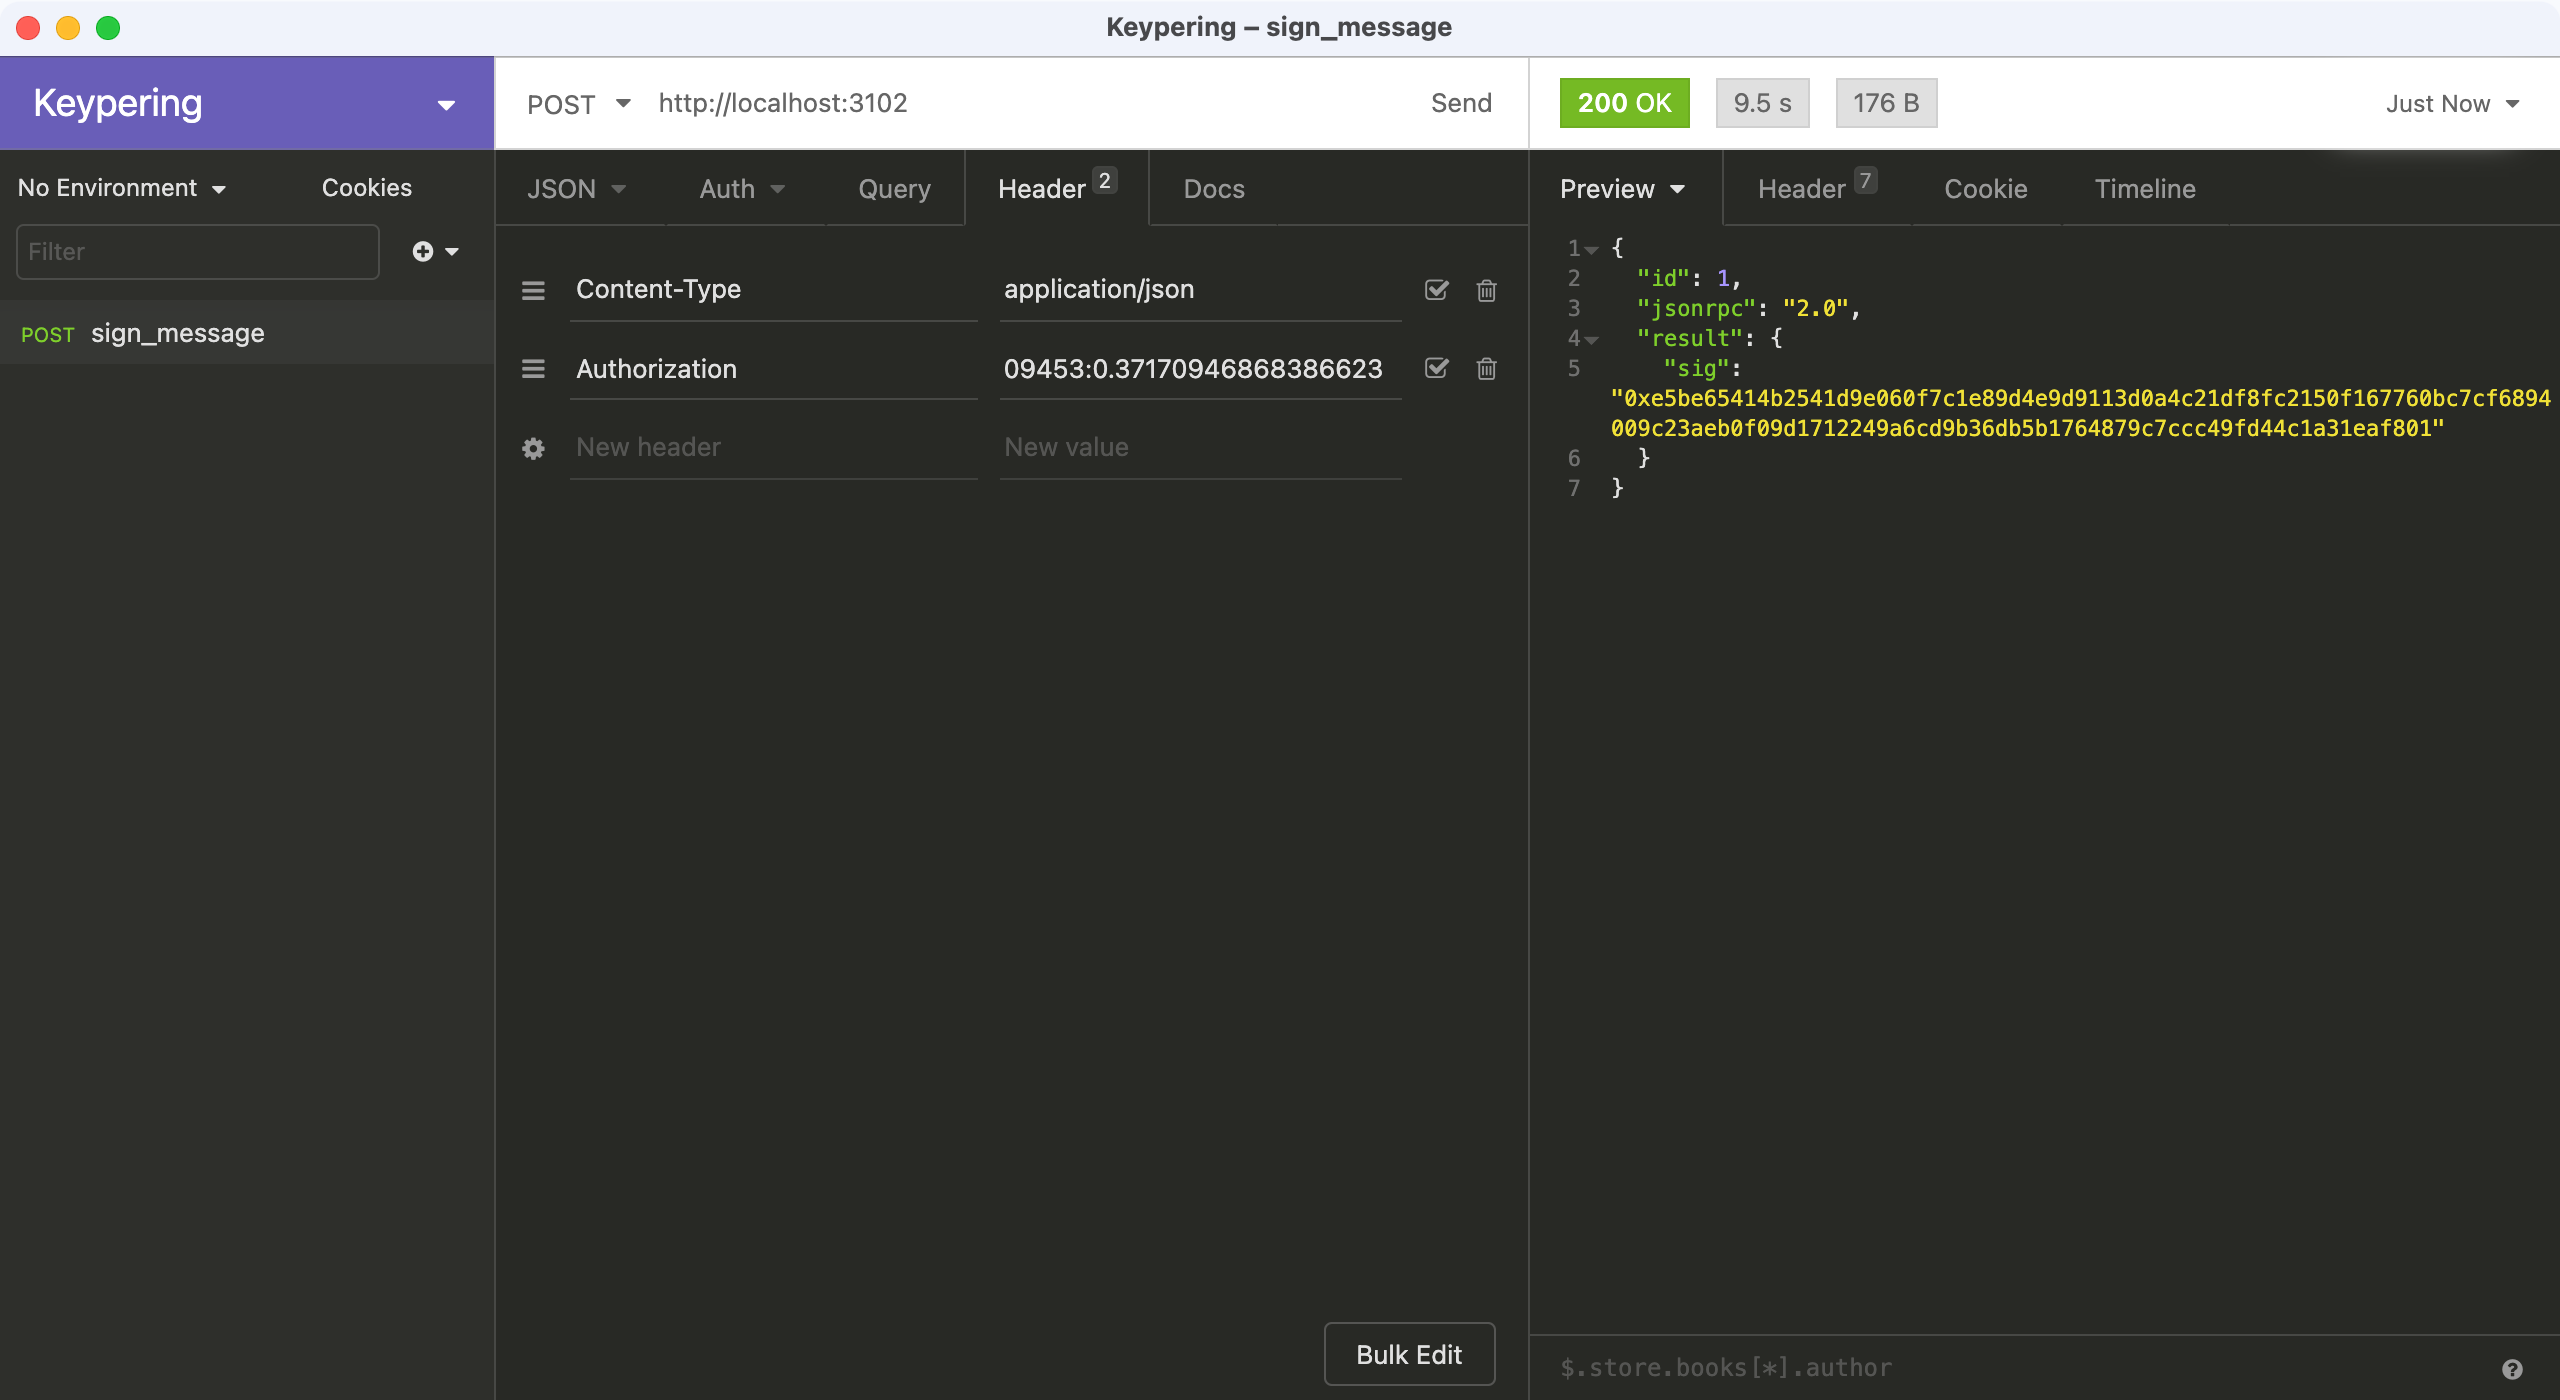 Keypering – sign_message
Keypering
POST http://localhost:3102 Send
200 OK 9.5 s 176 B Just Now
No Environment Cookies
Filter
POST sign_message
JSON Auth Query Header 2 Docs
Content-Type application/json
Authorization 09453:0.37170946868386623
New header New value
Bulk Edit
Preview Header 7 Cookie Timeline
1 {
2 "id": 1,
3 "jsonrpc": "2.0",
4 "result": {
5 "sig":
"0xe5be65414b2541d9e060f7c1e89d4e9d9113d0a4c21df8fc2150f167760bc7cf6894
009c23aeb0f09d1712249a6cd9b36db5b1764879c7ccc49fd44c1a31eaf801"
6 }
7 }
$.store.books[*].author